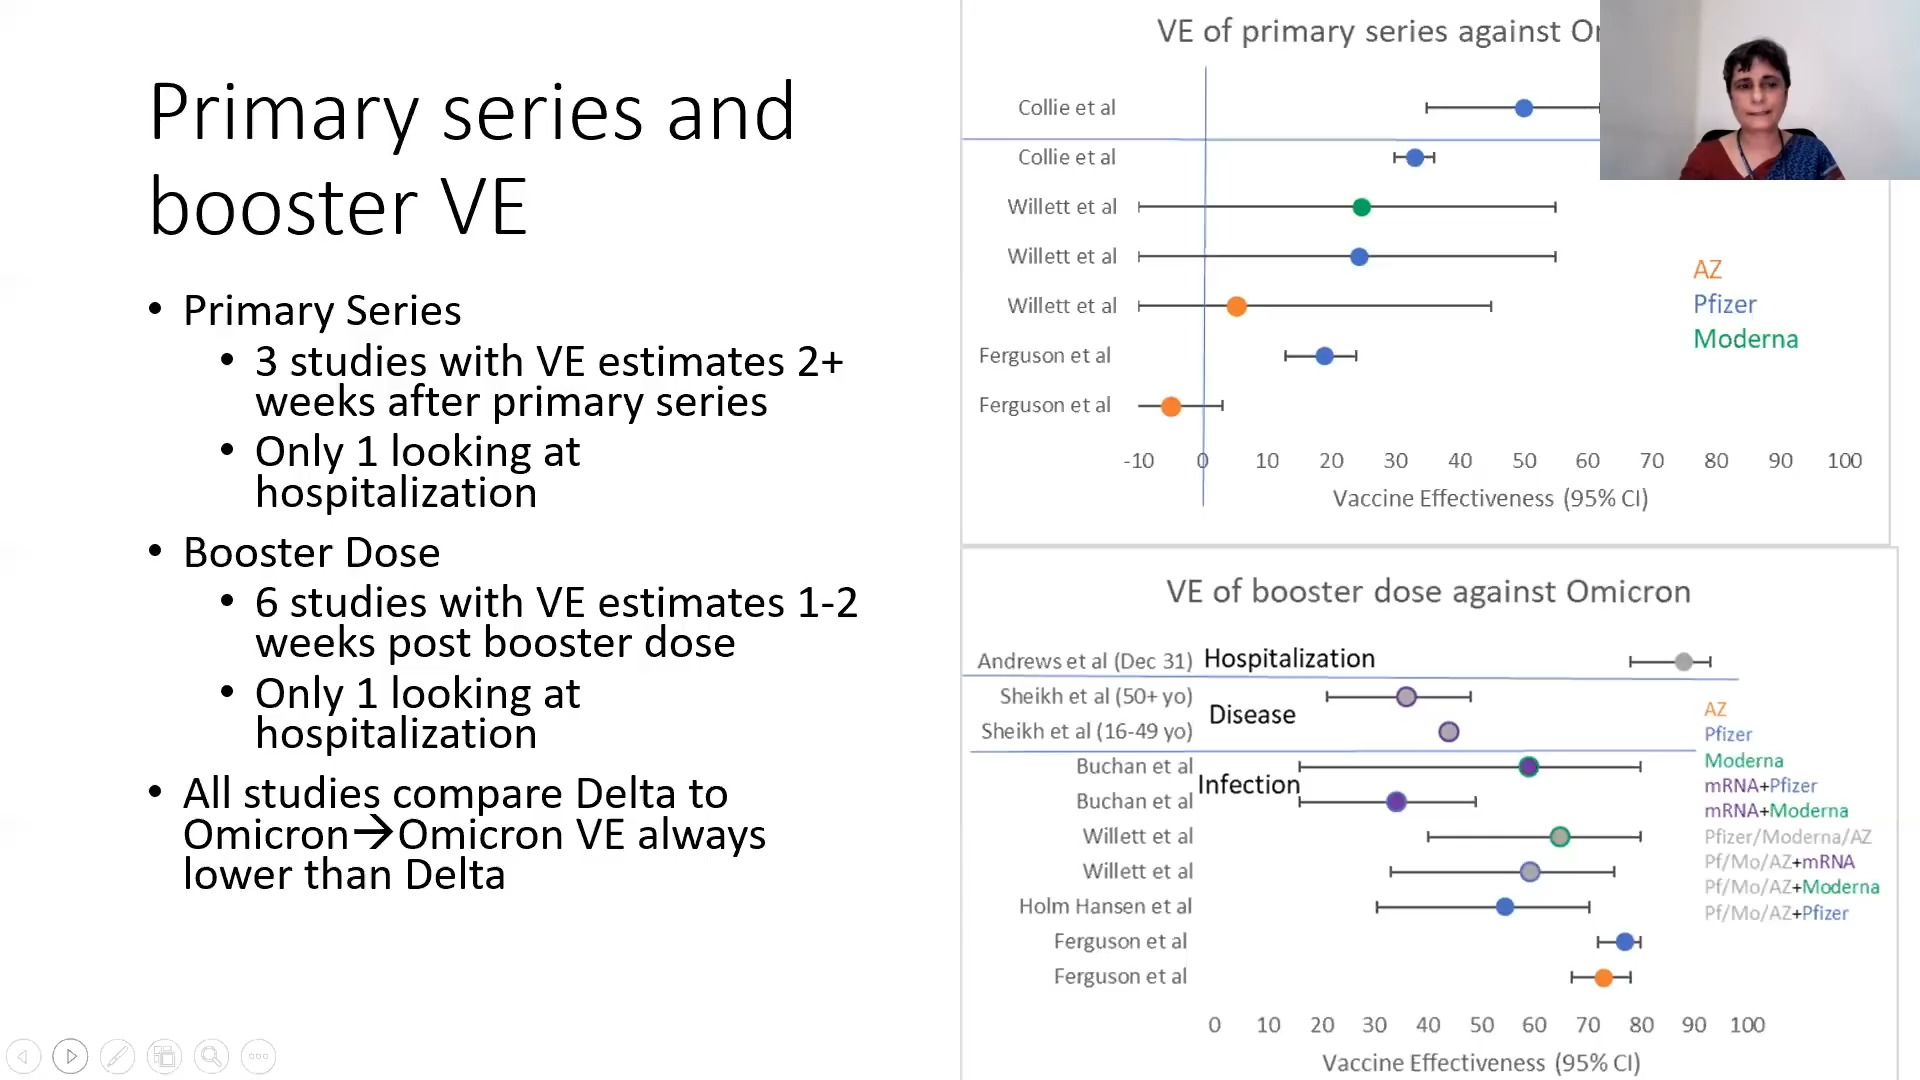 Primary series and
booster VE
• Primary Series
• 3 studies with VE estimates 2+
weeks after primary series
• Only 1 looking at
hospitalization
• Booster Dose
• 6 studies with VE estimates 1-2
weeks post booster dose
• Only 1 looking at
hospitalization
• All studies compare Delta to
Omicron→Omicron VE always
lower than Delta
VE of primary series against
Collie et al
Collie et al
Willett et al
Willett et al
Willett et al
Ferguson et al
Ferguson et al
AZ
Pfizer
Moderna
-10 0 10 20 30 40 50 60 70 80 90 100
Vaccine Effectiveness (95% CI)
VE of booster dose against Omicron
Andrews et al (Dec 31) Hospitalization
Sheikh et al (50+ yo)
Disease
Sheikh et al (16-49 yo)
Buchan et al
Infection
Buchan et al
Willett et al
Willett et al
Holm Hansen et al
Ferguson et al
Ferguson et al
AZ
Pfizer
Moderna
mRNA+Pfizer
mRNA+Moderna
Pfizer/Moderna/AZ
Pf/Mo/AZ+mRNA
Pf/Mo/AZ+Moderna
Pf/Mo/AZ+Pfizer
0 10 20 30 40 50 60 70 80 90 100
Vaccine Effectiveness (95% CI)